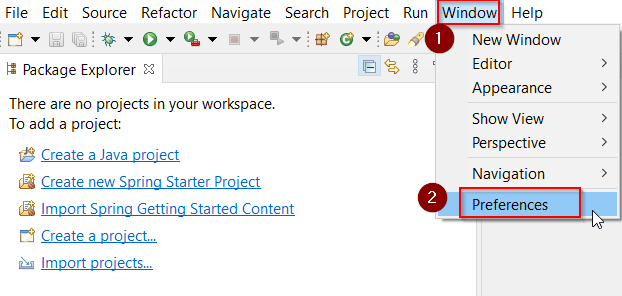 File Edit Source Refactor Navigate Search Project Run Window Help
1
Package Explorer
There are no projects in your workspace.
To add a project:
Create a Java project
Create new Spring Starter Project
Import Spring Getting Started Content
Create a project...
Import projects...
New Window
Editor
Appearance
Show View
Perspective
Navigation
2
Preferences